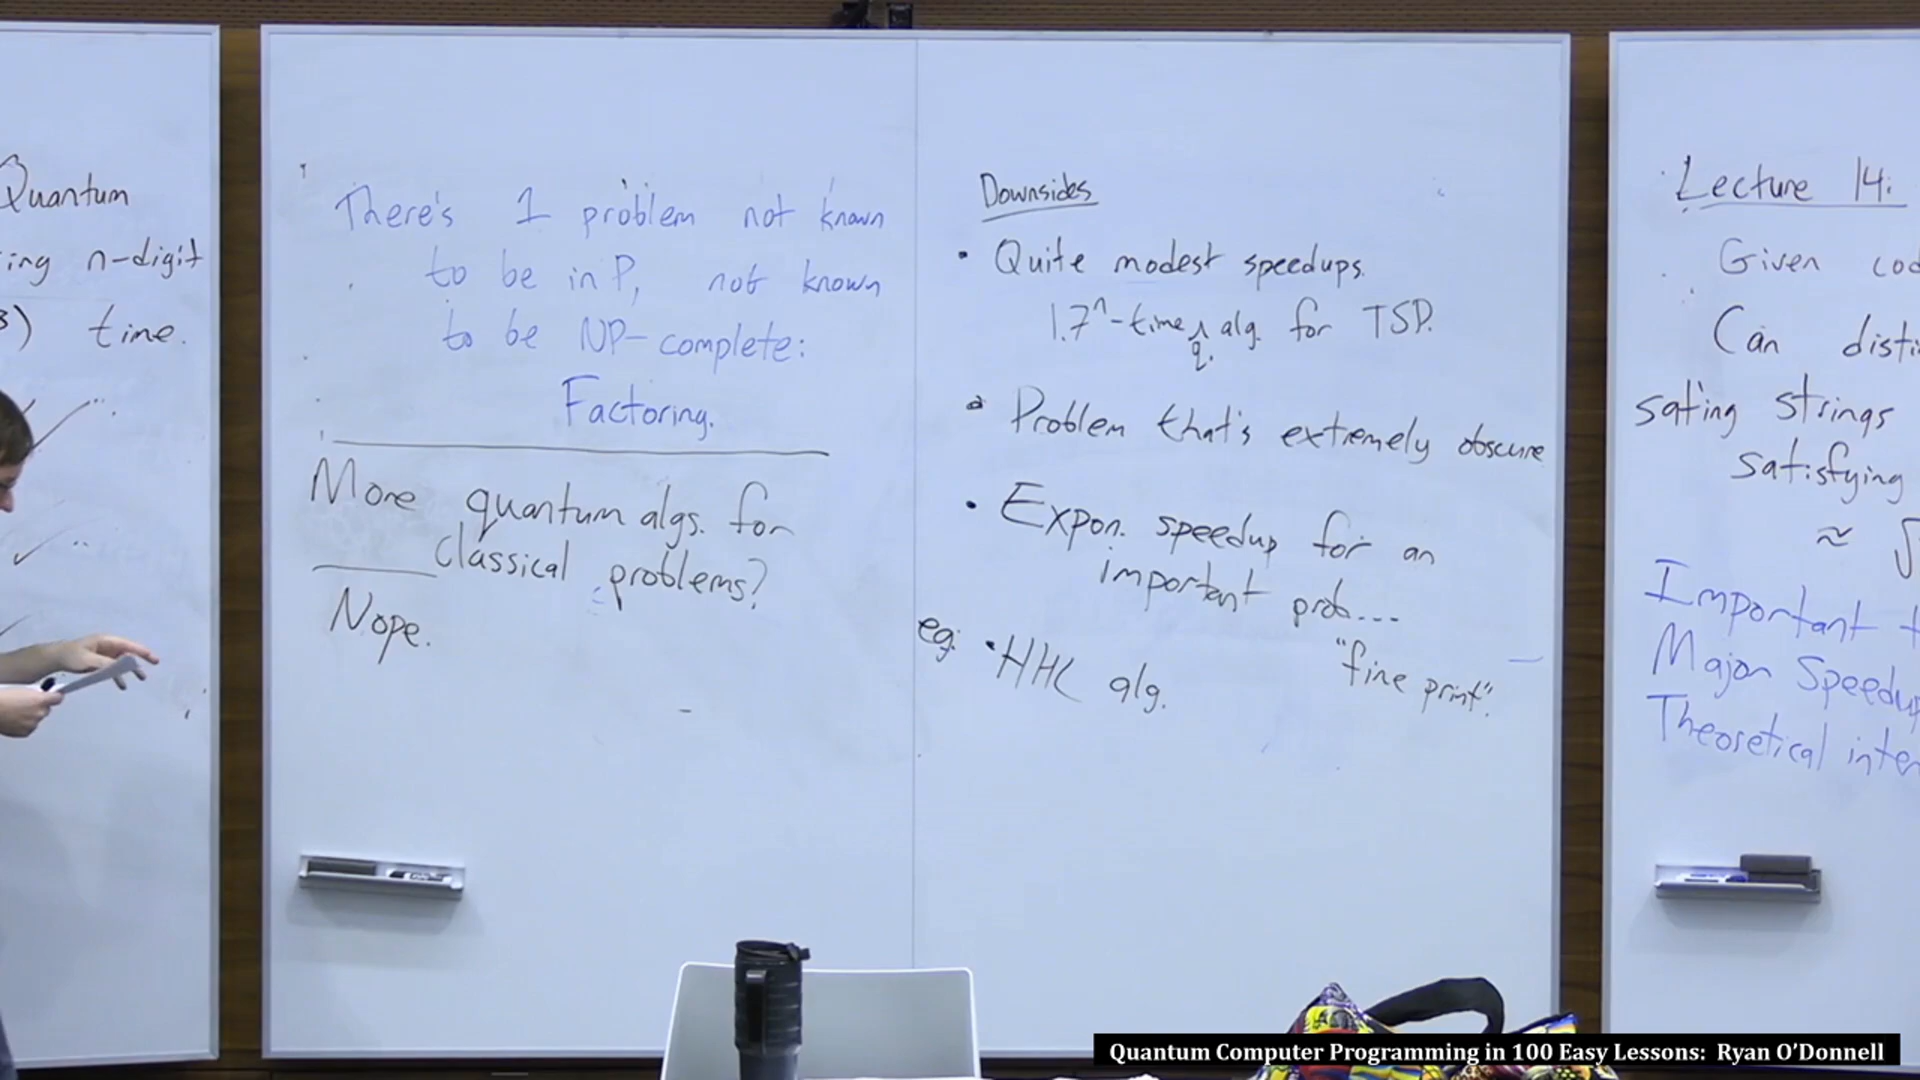 Quantum
ing n-digit
3) time.
There's 1 problem not known
to be in P, not known
to be NP-complete:
Factoring.
More quantum algs. for
classical problems?
Nope.
Downsides
• Quite modest speedups.
1.7^n-time q. alg. for TSP.
• Problem that's extremely obscure
• Expon. speedup for an
important prob...
"fine print".
eg: • HHL alg.
Lecture 14:
Given cod
Can disti
sating strings
satisfying
≈ √
Important t
Major Speedup
Theoretical inter
Quantum Computer Programming in 100 Easy Lessons: Ryan O'Donnell